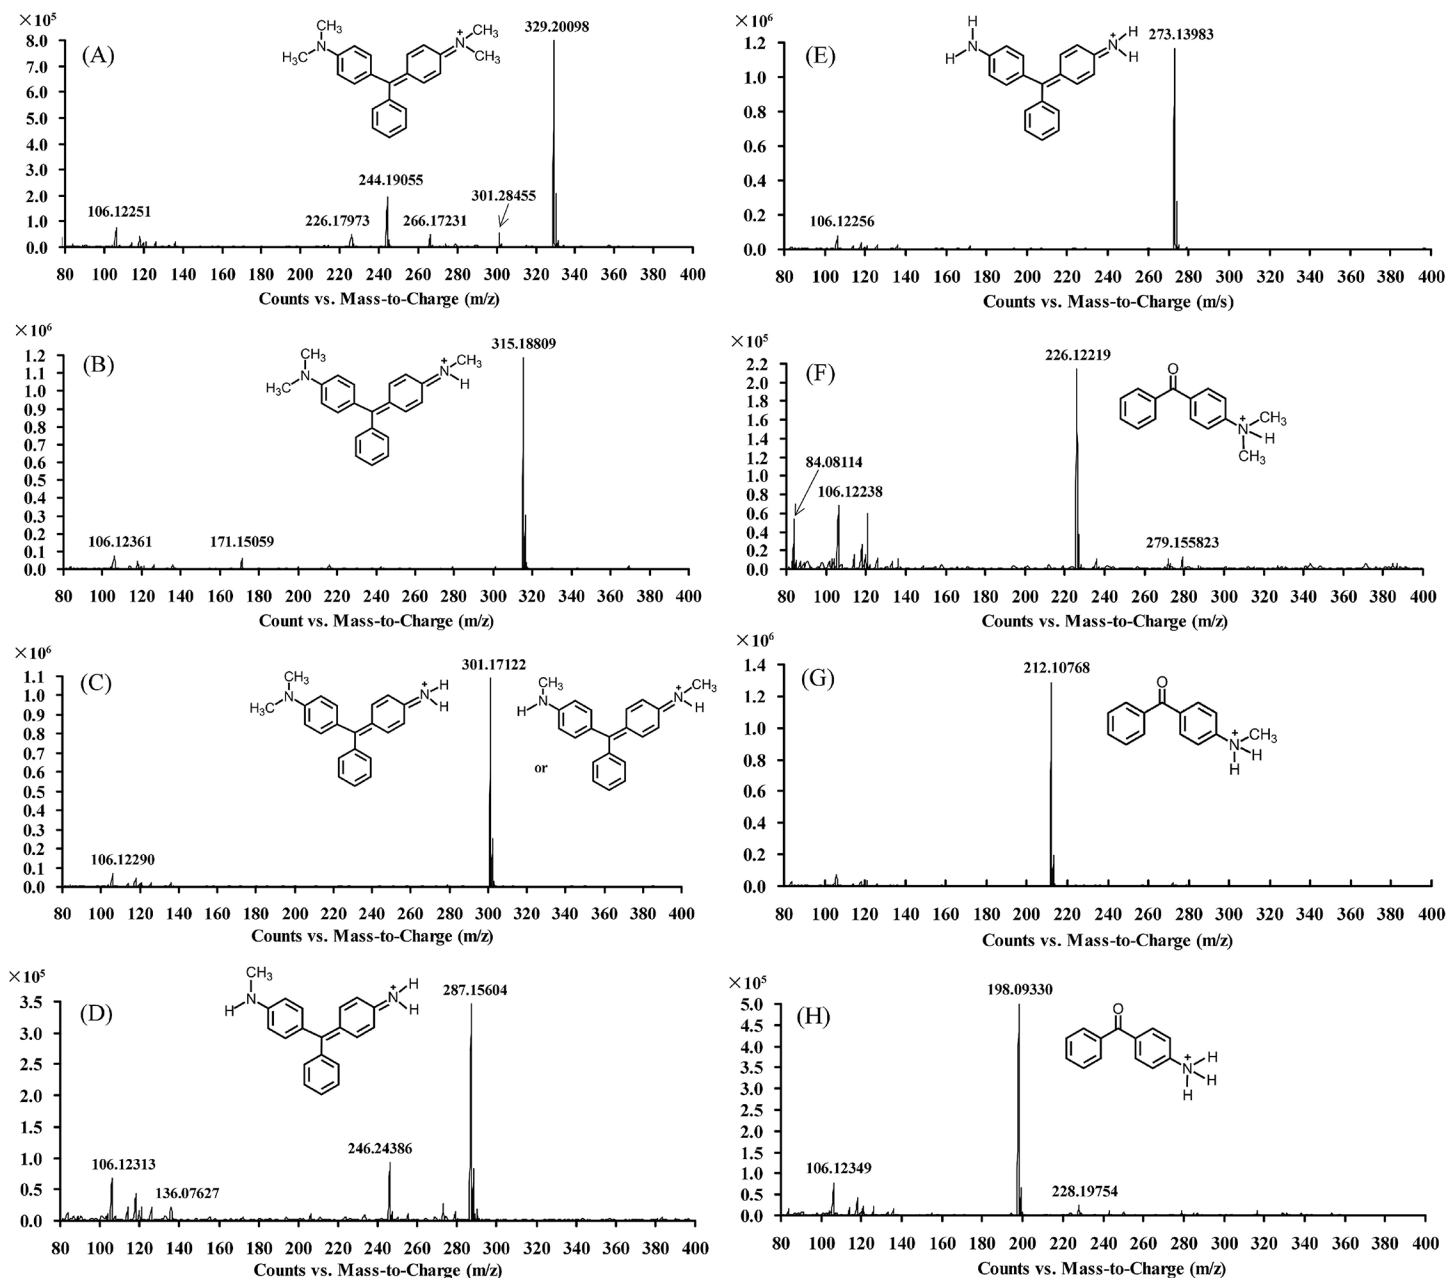 ×10⁵
(A)
8.0
7.0
6.0
5.0
4.0
3.0
2.0
1.0
0.0
CH₃
H₃C
N
+
N
CH₃
CH₃
329.20098
244.19055
301.28455
106.12251
226.17973
266.17231
80 100 120 140 160 180 200 220 240 260 280 300 320 340 360 380 400
Counts vs. Mass-to-Charge (m/z)
×10⁶
(E)
1.2
1.0
0.8
0.6
0.4
0.2
0.0
H
N
H
+
N
H
H
273.13983
106.12256
80 100 120 140 160 180 200 220 240 260 280 300 320 340 360 380 400
Counts vs. Mass-to-Charge (m/s)
×10⁶
(B)
1.2
1.1
1.0
0.9
0.8
0.7
0.6
0.5
0.4
0.3
0.2
0.1
0.0
CH₃
H₃C
N
+
N
CH₃
H
315.18809
106.12361
171.15059
80 100 120 140 160 180 200 220 240 260 280 300 320 340 360 380 400
Count vs. Mass-to-Charge (m/z)
×10⁵
(F)
2.2
2.0
1.8
1.6
1.4
1.2
1.0
0.8
0.6
0.4
0.2
0.0
226.12219
O
+
N
CH₃
H
CH₃
84.08114
106.12238
279.155823
80 100 120 140 160 180 200 220 240 260 280 300 320 340 360 380 400
Counts vs. Mass-to-Charge (m/z)
×10⁶
(C)
1.1
1.0
0.9
0.8
0.7
0.6
0.5
0.4
0.3
0.2
0.1
0.0
CH₃
H₃C
N
+
N
H
H
301.17122
CH₃
H
N
+
N
CH₃
H
or
106.12290
80 100 120 140 160 180 200 220 240 260 280 300 320 340 360 380 400
Counts vs. Mass-to-Charge (m/z)
×10⁶
(G)
1.4
1.2
1.0
0.8
0.6
0.4
0.2
0.0
212.10768
O
+
N
CH₃
H
H
80 100 120 140 160 180 200 220 240 260 280 300 320 340 360 380 400
Counts vs. Mass-to-Charge (m/z)
×10⁵
(D)
3.5
3.0
2.5
2.0
1.5
1.0
0.5
0.0
CH₃
H
N
+
N
H
H
287.15604
246.24386
106.12313
136.07627
80 100 120 140 160 180 200 220 240 260 280 300 320 340 360 380 400
Counts vs. Mass-to-Charge (m/z)
×10⁵
(H)
5.0
4.5
4.0
3.5
3.0
2.5
2.0
1.5
1.0
0.5
0.0
198.09330
O
+
N
H
H
H
106.12349
228.19754
80 100 120 140 160 180 200 220 240 260 280 300 320 340 360 380 400
Counts vs. Mass-to-Charge (m/z)